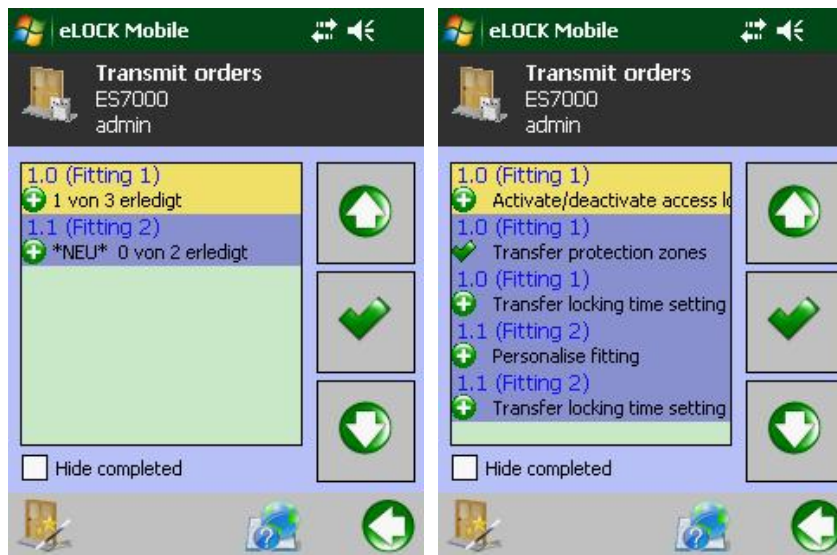 eLOCK Mobile
Transmit orders
ES7000
admin
1.0 (Fitting 1)
1 von 3 erledigt
1.1 (Fitting 2)
*NEU* 0 von 2 erledigt
Hide completed
eLOCK Mobile
Transmit orders
ES7000
admin
1.0 (Fitting 1)
Activate/deactivate access
1.0 (Fitting 1)
Transfer protection zones
1.0 (Fitting 1)
Transfer locking time setting
1.1 (Fitting 2)
Personalise fitting
1.1 (Fitting 2)
Transfer locking time setting
Hide completed